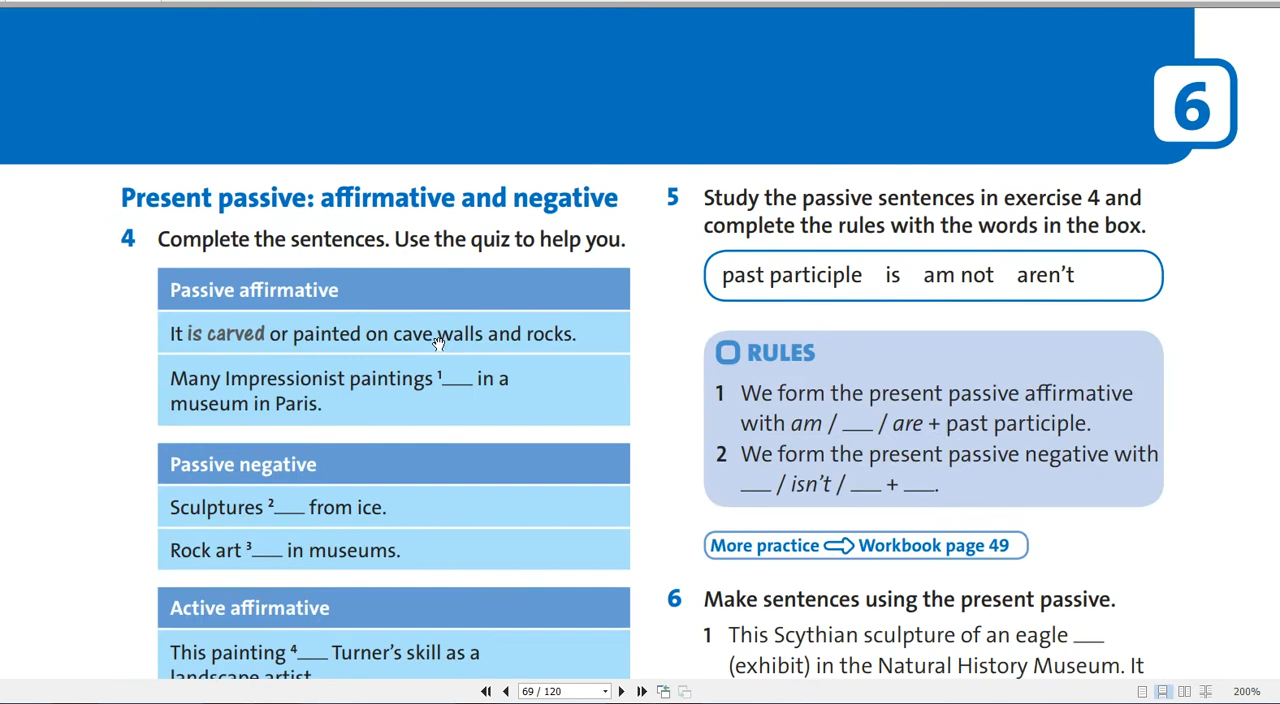 6
Present passive: affirmative and negative
4 Complete the sentences. Use the quiz to help you.
Passive affirmative
It is carved or painted on cave walls and rocks.
Many Impressionist paintings ¹___ in a
museum in Paris.
Passive negative
Sculptures ²___ from ice.
Rock art ³___ in museums.
Active affirmative
This painting ⁴___ Turner's skill as a
landscape artist
5 Study the passive sentences in exercise 4 and
complete the rules with the words in the box.
past participle is am not aren't
RULES
1 We form the present passive affirmative
with am / ___ / are + past participle.
2 We form the present passive negative with
___ / isn't / ___ + ___.
More practice ⇨ Workbook page 49
6 Make sentences using the present passive.
1 This Scythian sculpture of an eagle ___
(exhibit) in the Natural History Museum. It
69 / 120
200%